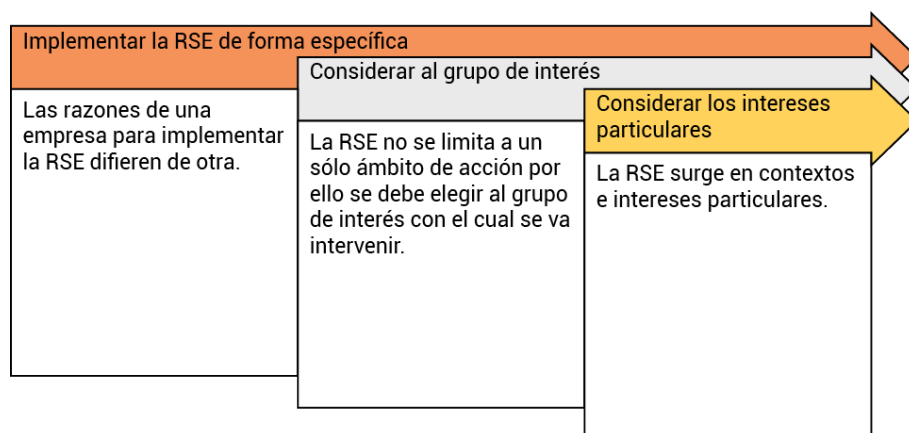 Implementar la RSE de forma específica
Las razones de una
empresa para implementar
la RSE difieren de otra.
Considerar al grupo de interés
La RSE no se limita a un
sólo ámbito de acción por
ello se debe elegir al grupo
de interés con el cual se va
intervenir.
Considerar los intereses
particulares
La RSE surge en contextos
e intereses particulares.